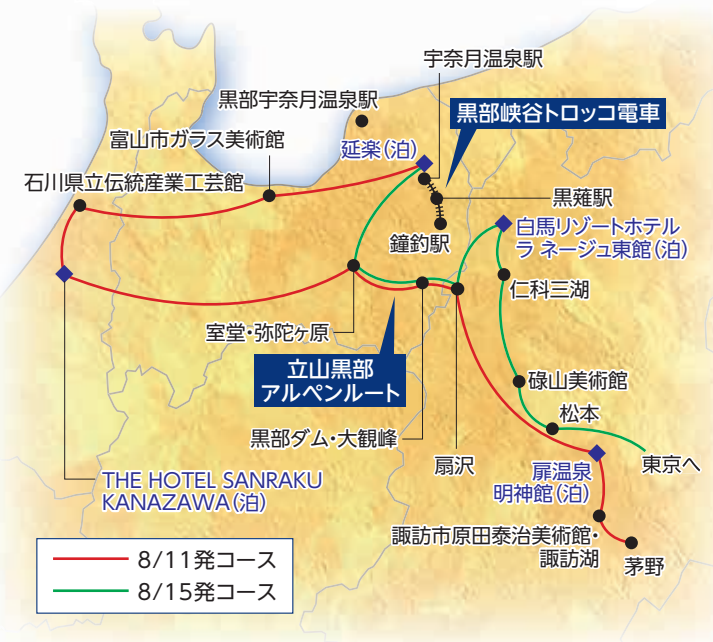 宇奈月温泉駅
黒部宇奈月温泉駅
黒部峡谷トロッコ電車
富山市ガラス美術館
延楽(泊)
石川県立伝統産業工芸館
黒薙駅
白馬リゾートホテル
ラ ネージュ東館(泊)
鐘釣駅
仁科三湖
室堂・弥陀ヶ原
立山黒部
アルペンルート
碌山美術館
松本
黒部ダム・大観峰
扇沢
東京へ
THE HOTEL SANRAKU
KANAZAWA(泊)
扉温泉
明神館(泊)
諏訪市原田泰治美術館・
諏訪湖
茅野
8/11発コース
8/15発コース